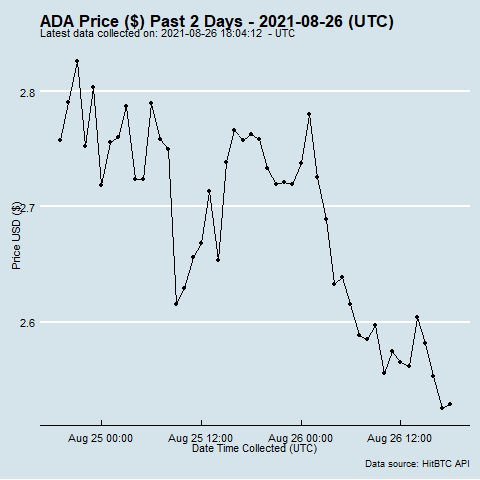 ADA Price ($) Past 2 Days - 2021-08-26 (UTC)
Latest data collected on: 2021-08-26 18:04:12 - UTC
2.8
2.7
2.6
Price USD ($)
Aug 25 00:00
Aug 25 12:00
Aug 26 00:00
Aug 26 12:00
Date Time Collected (UTC)
Data source: HitBTC API